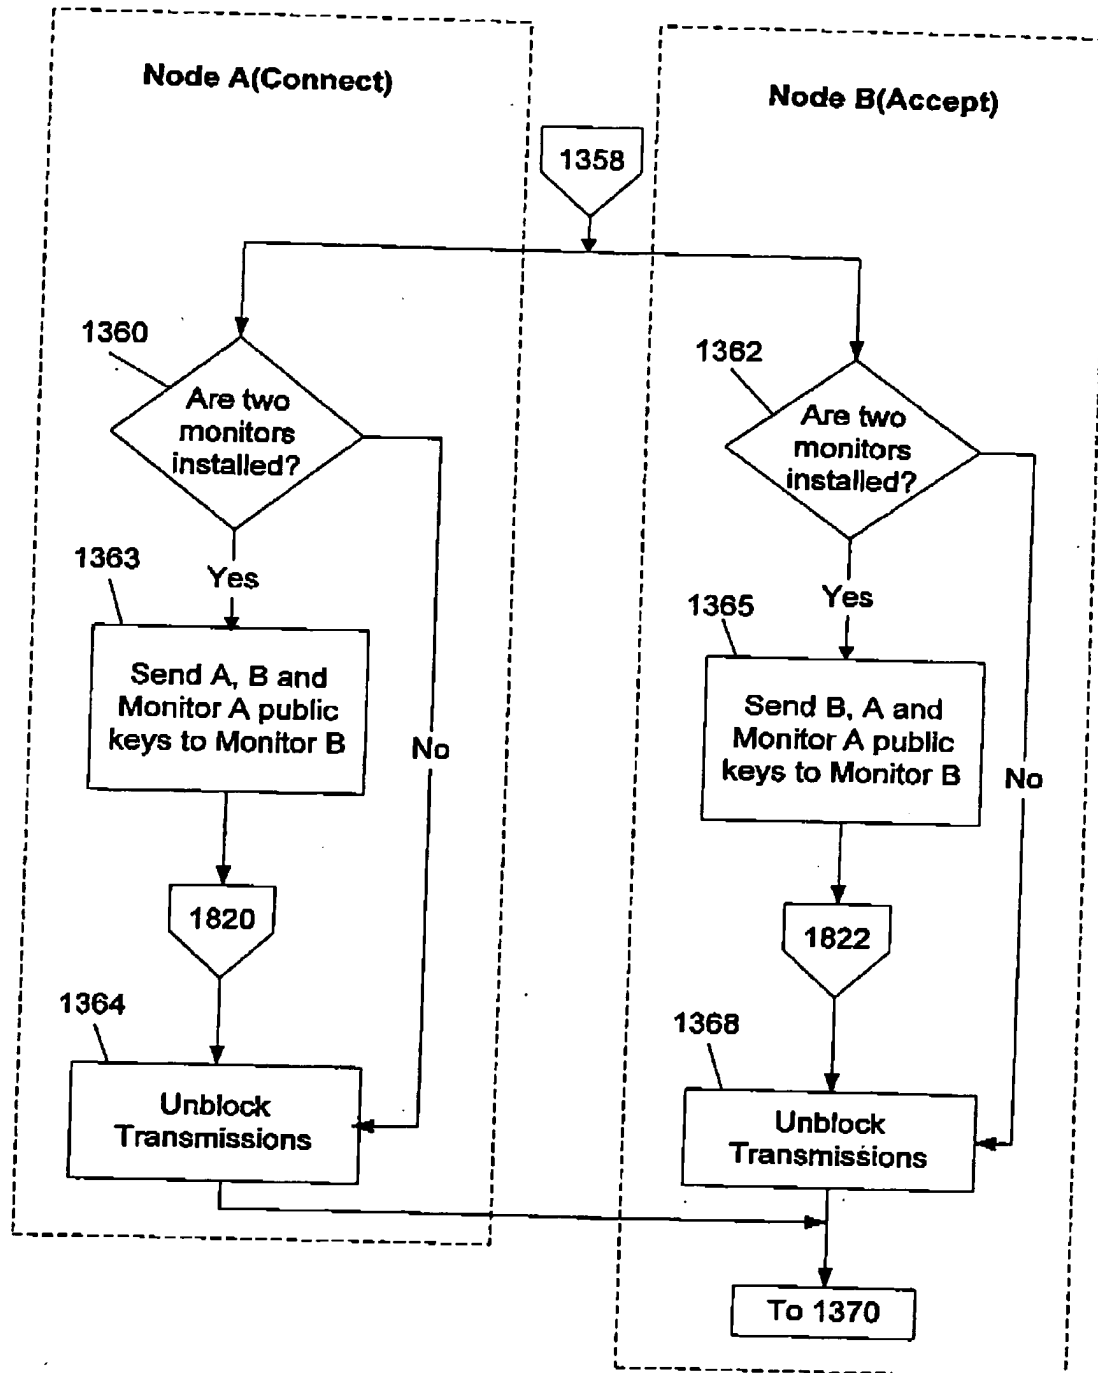 Node A(Connect)
Node B(Accept)
1358
1360
Are two
monitors
installed?
1362
Are two
monitors
installed?
1363
Yes
Send A, B and
Monitor A public
keys to Monitor B
No
1365
Yes
Send B, A and
Monitor A public
keys to Monitor B
No
1820
1822
1364
Unblock
Transmissions
1368
Unblock
Transmissions
To 1370